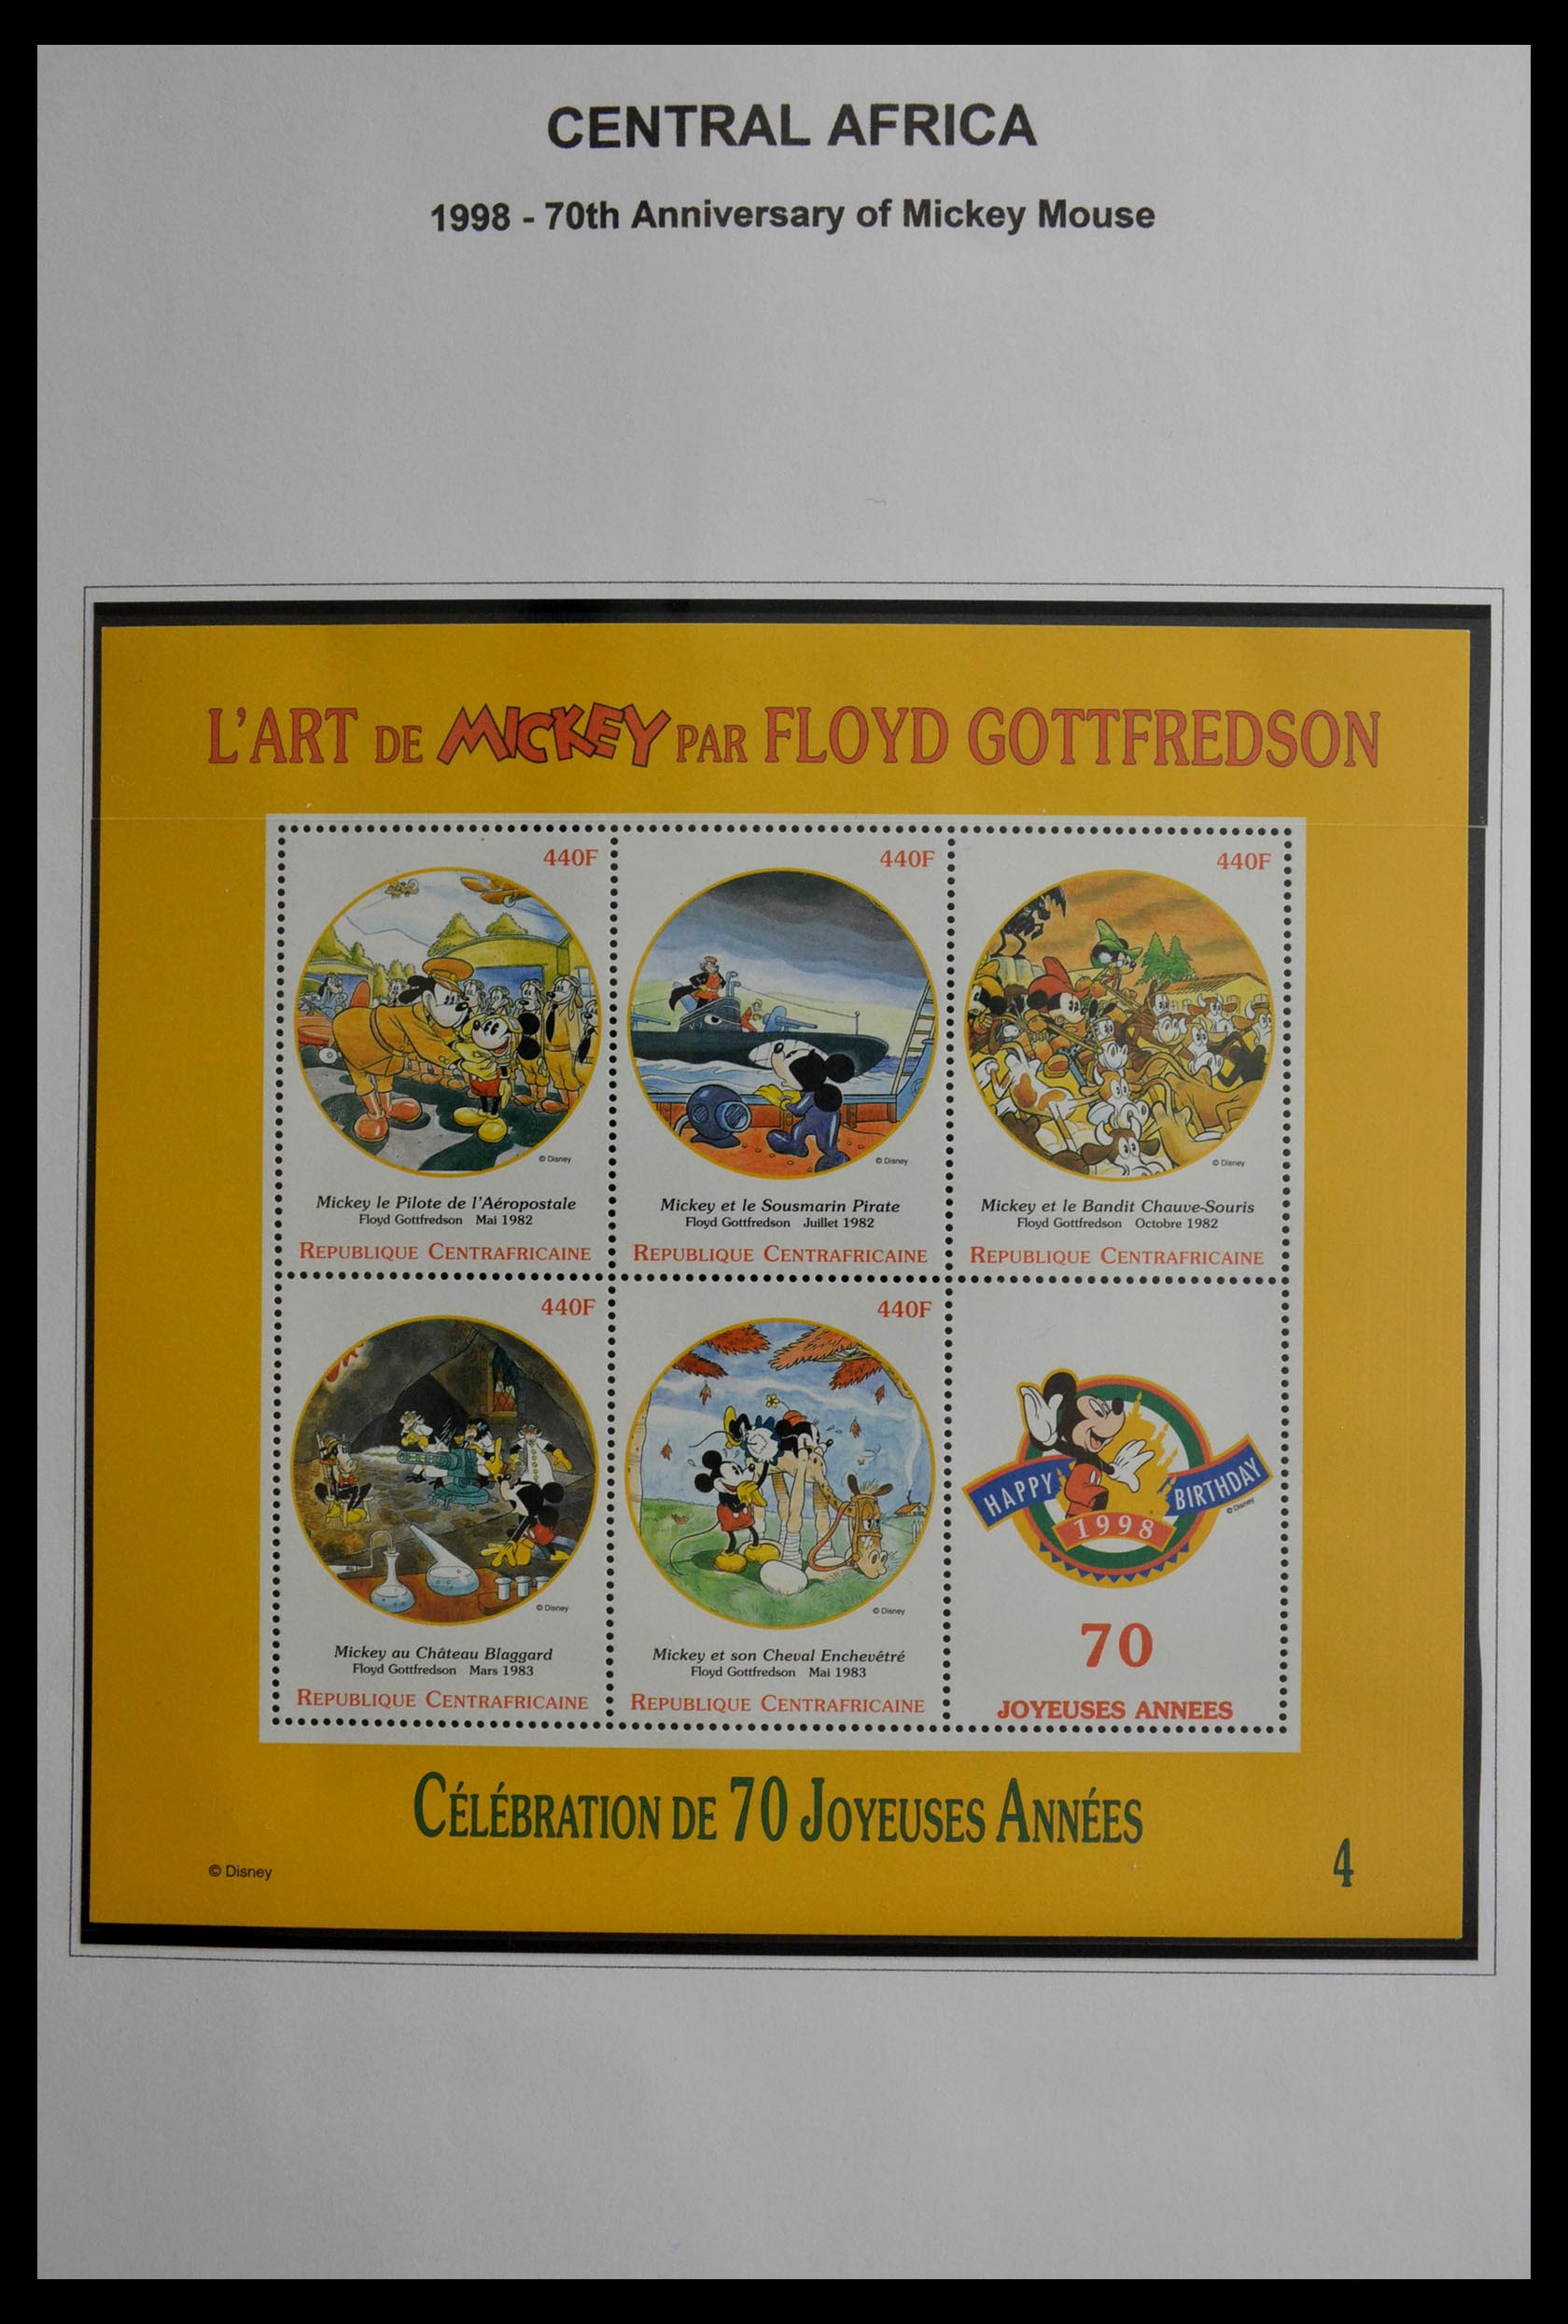 CENTRAL AFRICA
1998 - 70th Anniversary of Mickey Mouse
L'ART DE MICKEY PAR FLOYD GOTTFREDSON
440F
440F
440F
© Disney
© Disney
© Disney
Mickey le Pilote de l'Aéropostale
Floyd Gottfredson Mai 1982
REPUBLIQUE CENTRAFRICAINE
Mickey et le Sousmarin Pirate
Floyd Gottfredson Juillet 1982
REPUBLIQUE CENTRAFRICAINE
Mickey et le Bandit Chauve-Souris
Floyd Gottfredson Octobre 1982
REPUBLIQUE CENTRAFRICAINE
440F
440F
© Disney
© Disney
Mickey au Château Blaggard
Floyd Gottfredson Mars 1983
REPUBLIQUE CENTRAFRICAINE
Mickey et son Cheval Enchevêtré
Floyd Gottfredson Mai 1983
REPUBLIQUE CENTRAFRICAINE
HAPPY BIRTHDAY
© Disney
1998
70
JOYEUSES ANNEES
CÉLÉBRATION DE 70 JOYEUSES ANNÉES
© Disney
4